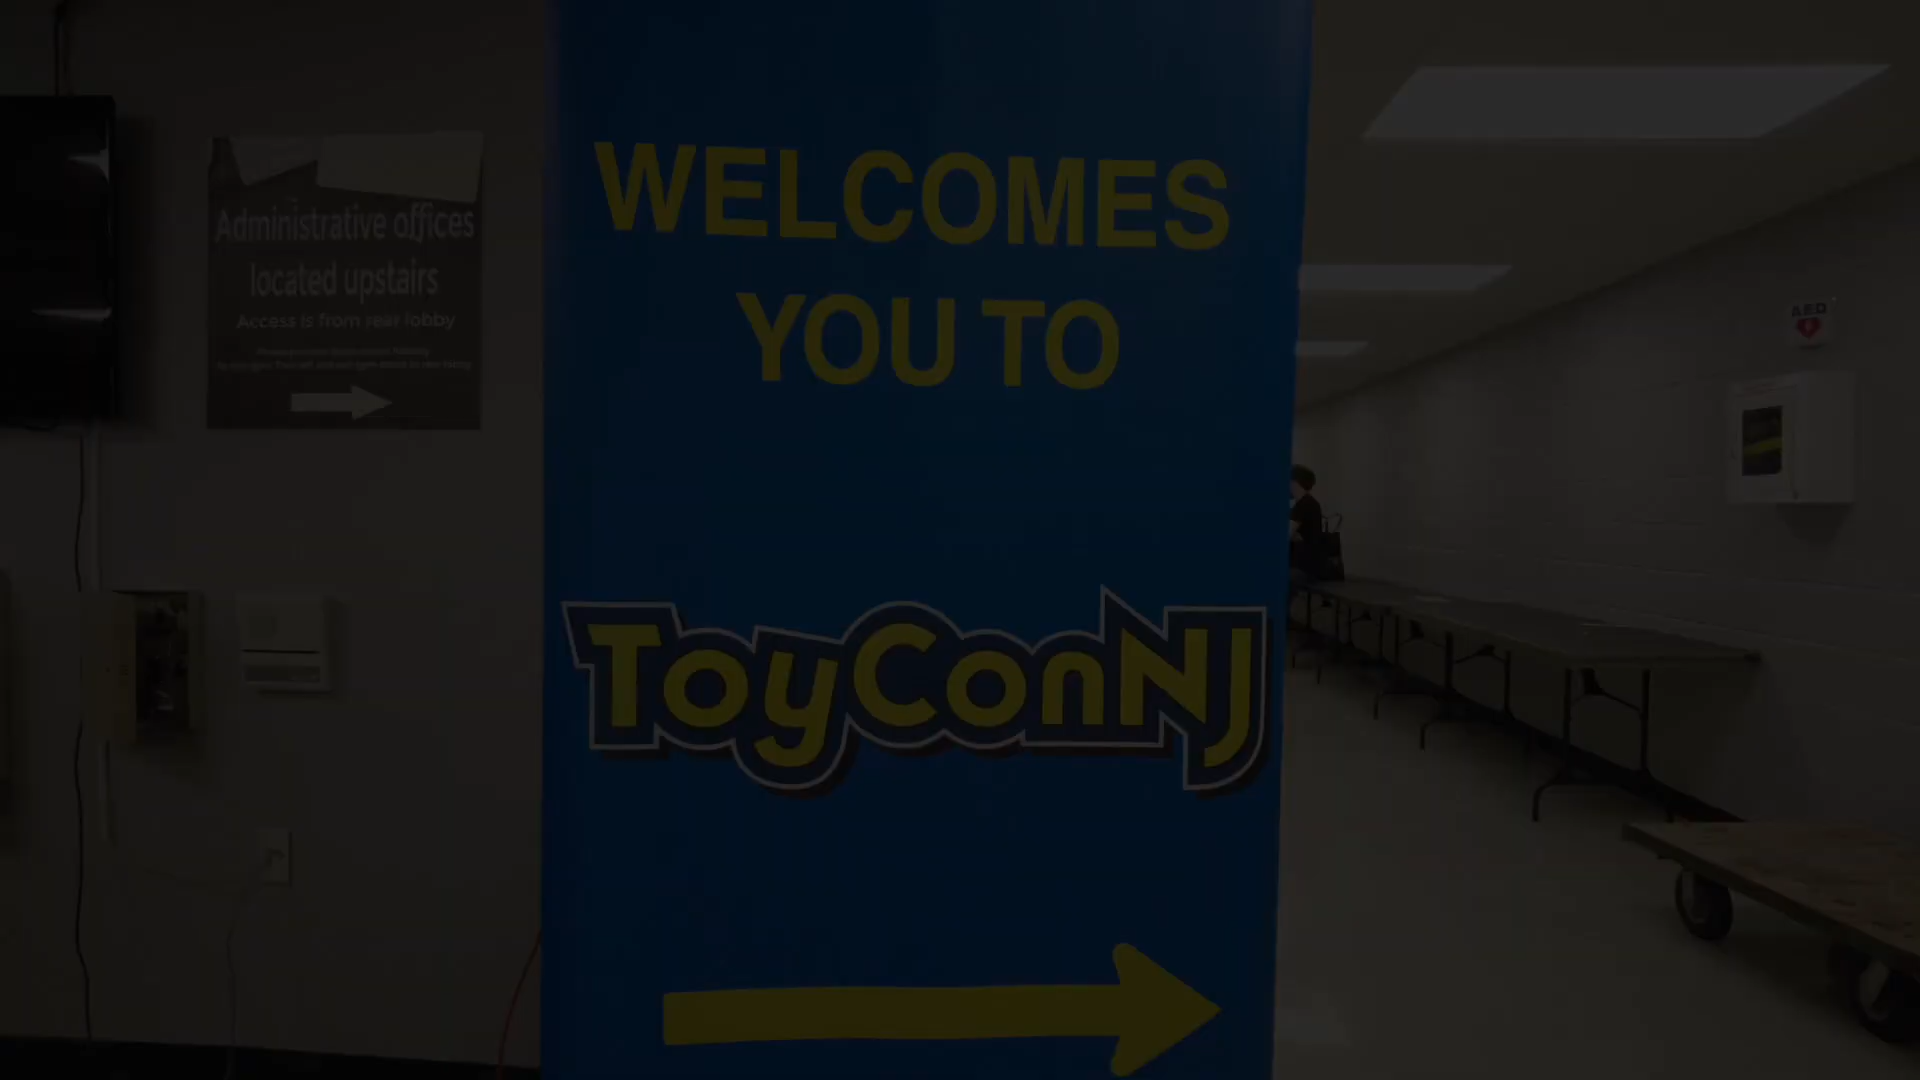 Administrative offices
located upstairs
Access is from rear lobby
WELCOMES
YOU TO
ToyConNJ
AED